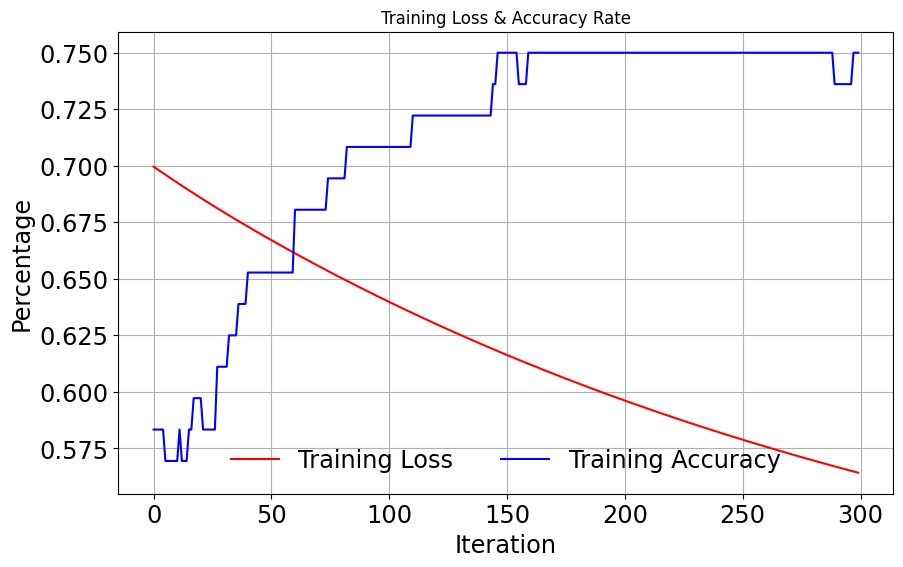 Training Loss & Accuracy Rate
Percentage
0.750
0.725
0.700
0.675
0.650
0.625
0.600
0.575
Training Loss Training Accuracy
0 50 100 150 200 250 300
Iteration